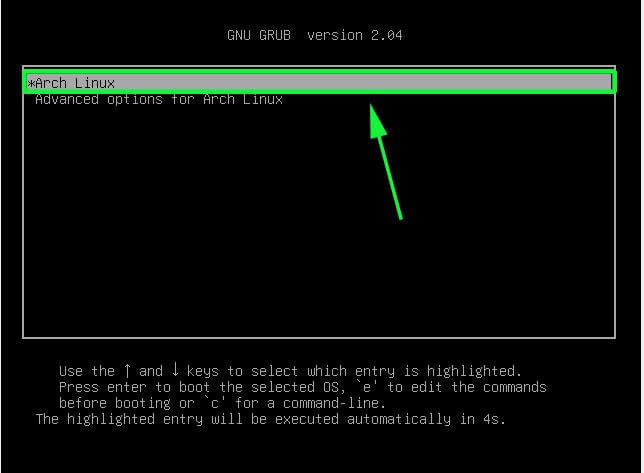 GNU GRUB  version 2.04
*Arch Linux
Advanced options for Arch Linux
Use the ↑ and ↓ keys to select which entry is highlighted.
Press enter to boot the selected OS, `e' to edit the commands
before booting or `c' for a command-line.
The highlighted entry will be executed automatically in 4s.